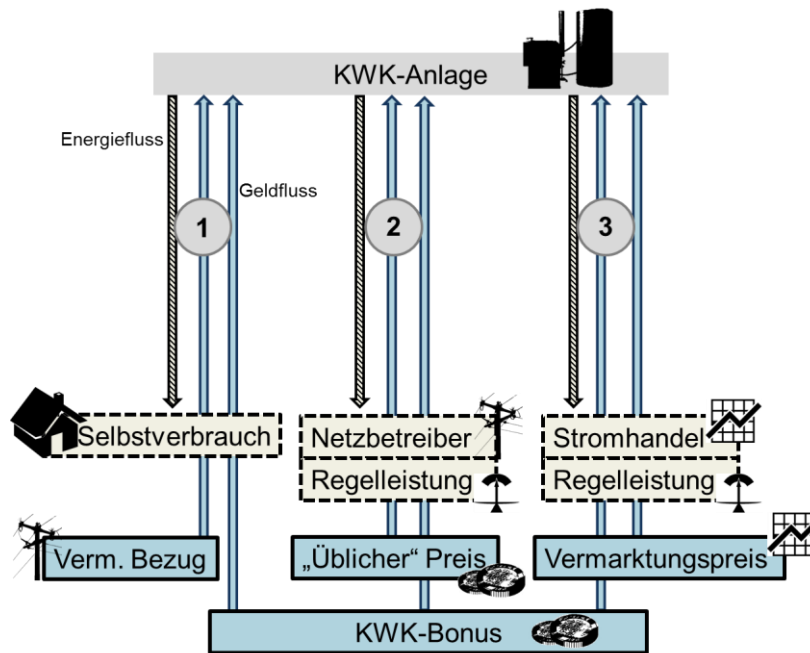 KWK-Anlage
Energiefluss
Geldfluss
1
2
3
Selbstverbrauch
Netzbetreiber
Regelleistung
Stromhandel
Regelleistung
Verm. Bezug
„Üblicher“ Preis
Vermarktungspreis
KWK-Bonus